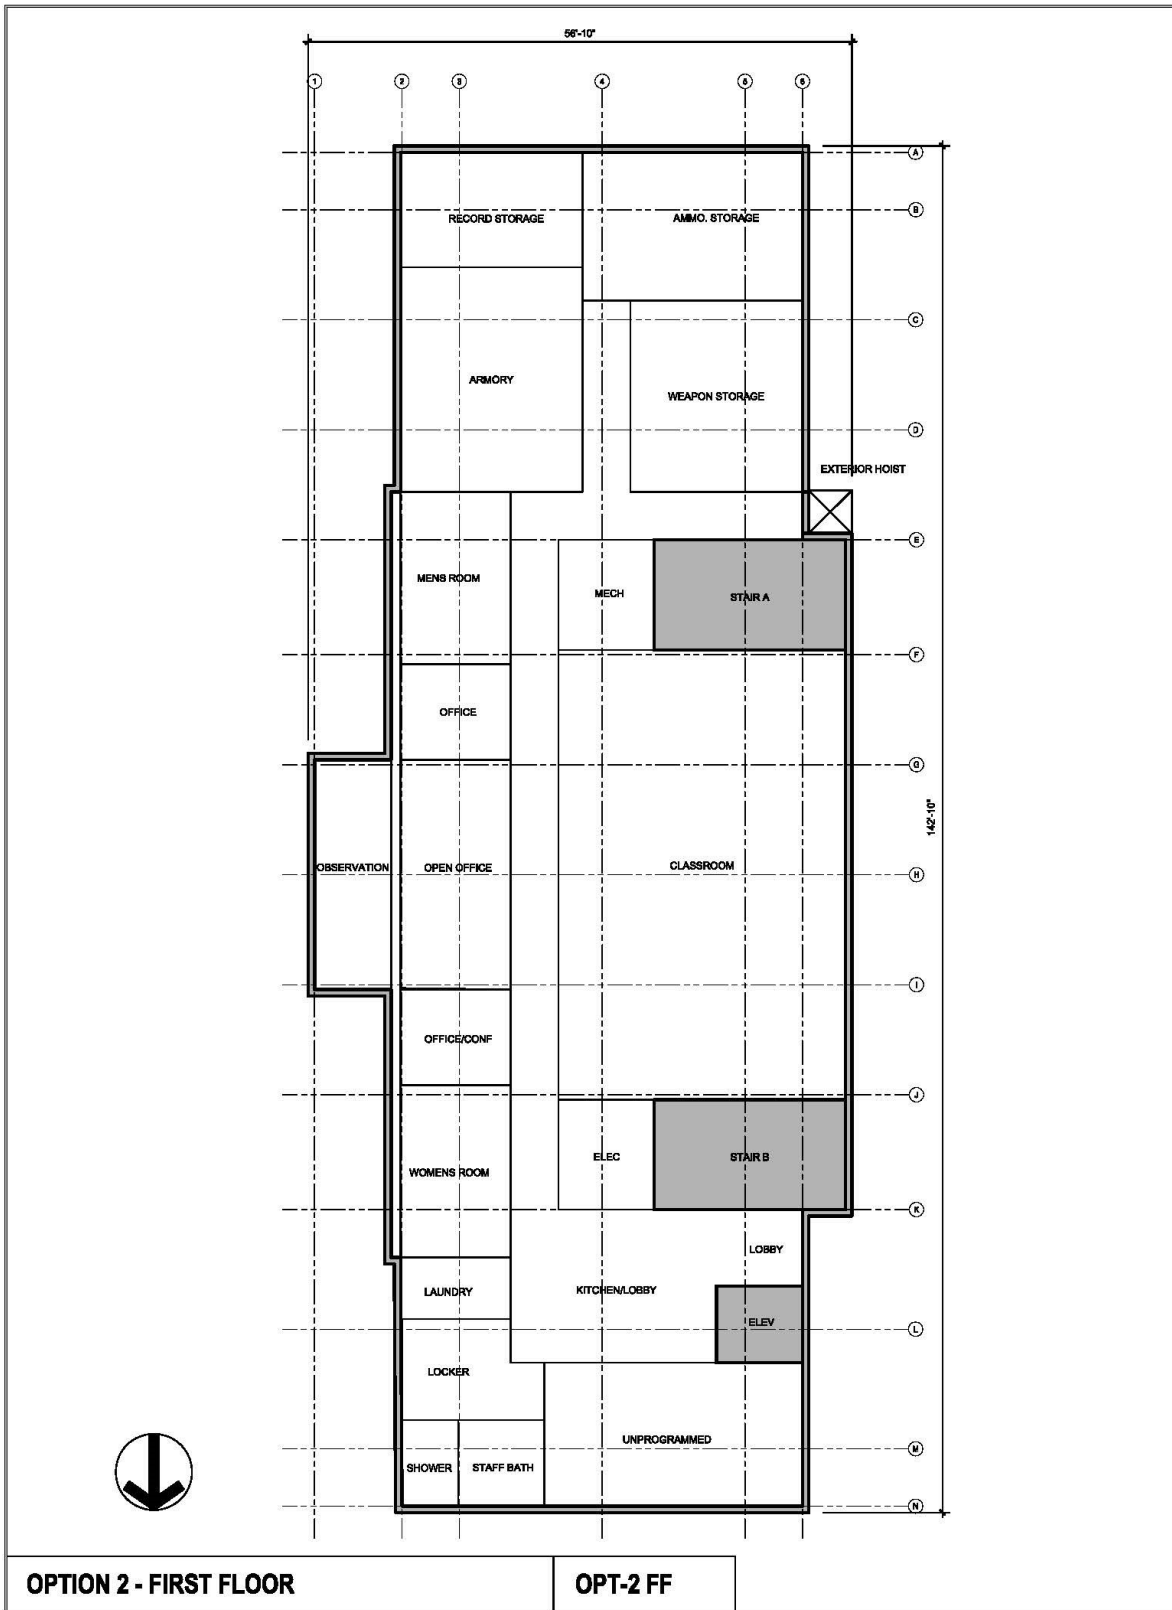 56'-10"
1 2 3 4 5 6
A
B
RECORD STORAGE AMMO. STORAGE
C
ARMORY
WEAPON STORAGE
D
EXTERIOR HOIST
E
MENS ROOM
MECH
STAIR A
F
OFFICE
G
142'-10"
OBSERVATION
OPEN OFFICE
CLASSROOM
H
I
OFFICE/CONF
J
ELEC
STAIR B
WOMENS ROOM
K
LOBBY
LAUNDRY
KITCHEN/LOBBY
ELEV
L
LOCKER
UNPROGRAMMED
M
SHOWER
STAFF BATH
N
OPTION 2 - FIRST FLOOR
OPT-2 FF